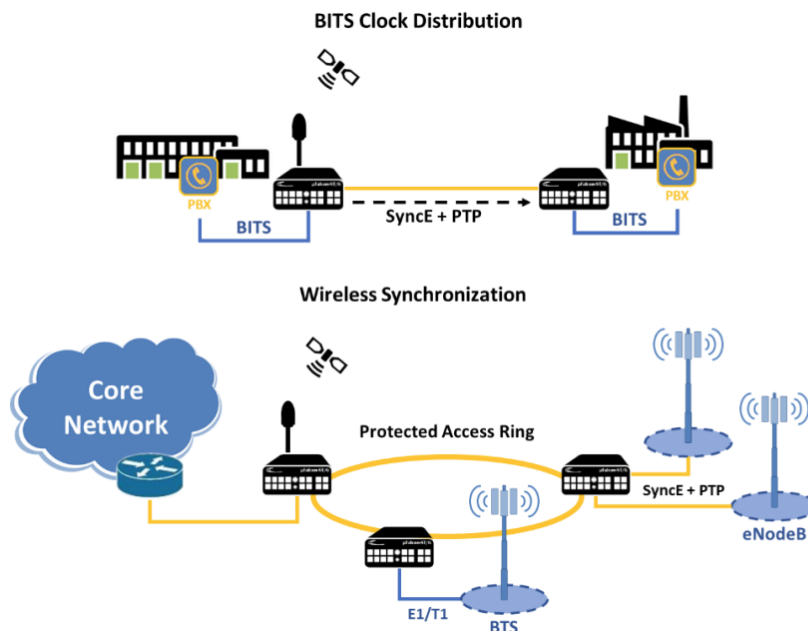 BITS Clock Distribution
PBX
BITS
SyncE + PTP
PBX
BITS
Wireless Synchronization
Core
Network
Protected Access Ring
SyncE + PTP
eNodeB
E1/T1
BTS